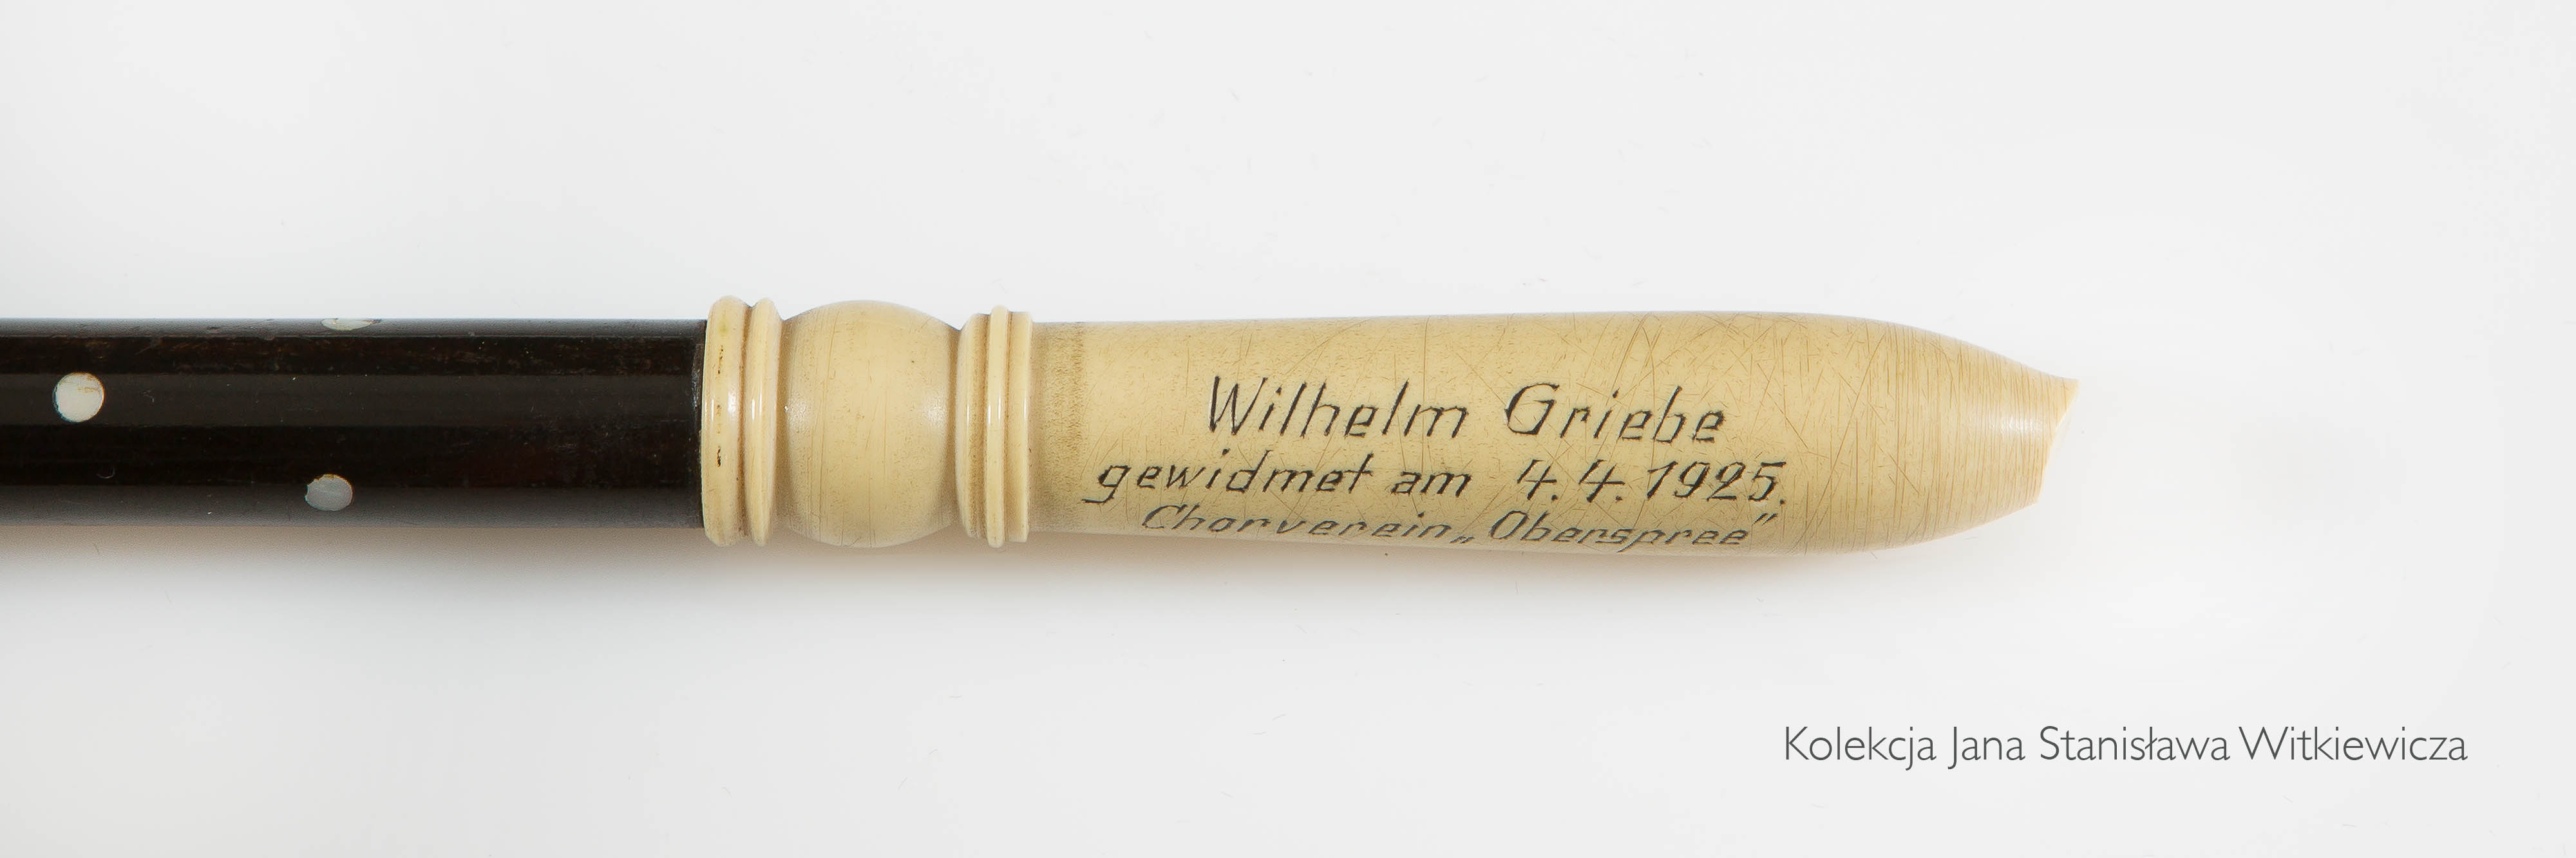 Wilhelm Griebe
gewidmet am 4.4.1925.
Chorverein „Oberspree"
Kolekcja Jana Stanisława Witkiewicza